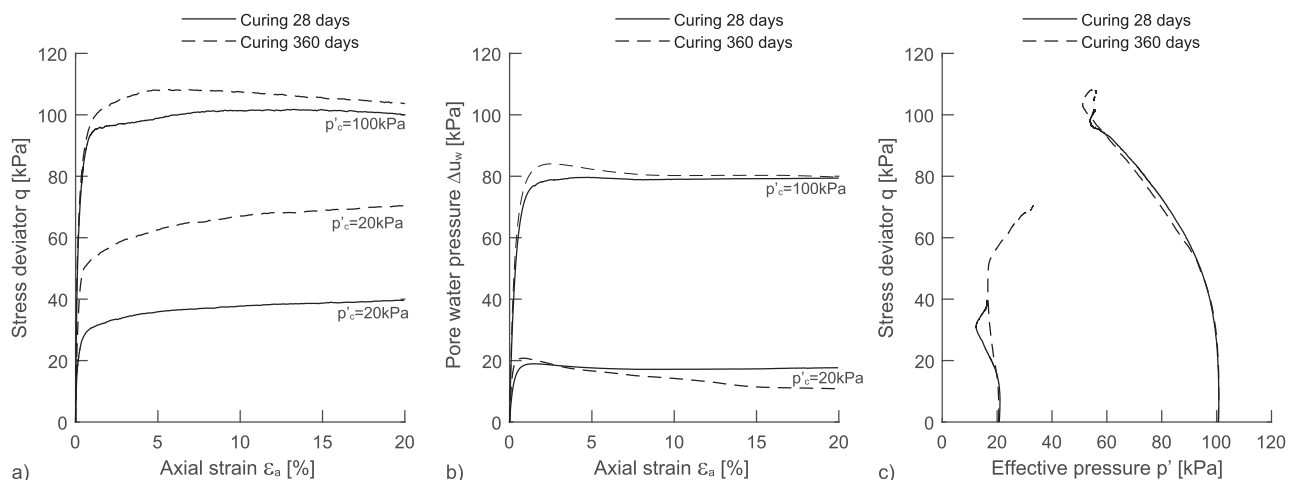 Curing 28 days
Curing 360 days
120
100
80
60
40
20
0
Stress deviator q [kPa]
p'c=100kPa
p'c=20kPa
p'c=20kPa
0 5 10 15 20
Axial strain εa [%]
a)
Curing 28 days
Curing 360 days
120
100
80
60
40
20
0
Pore water pressure Δuw [kPa]
p'c=100kPa
p'c=20kPa
0 5 10 15 20
Axial strain εa [%]
b)
Curing 28 days
Curing 360 days
120
100
80
60
40
20
0
Stress deviator q [kPa]
0 20 40 60 80 100 120
Effective pressure p' [kPa]
c)